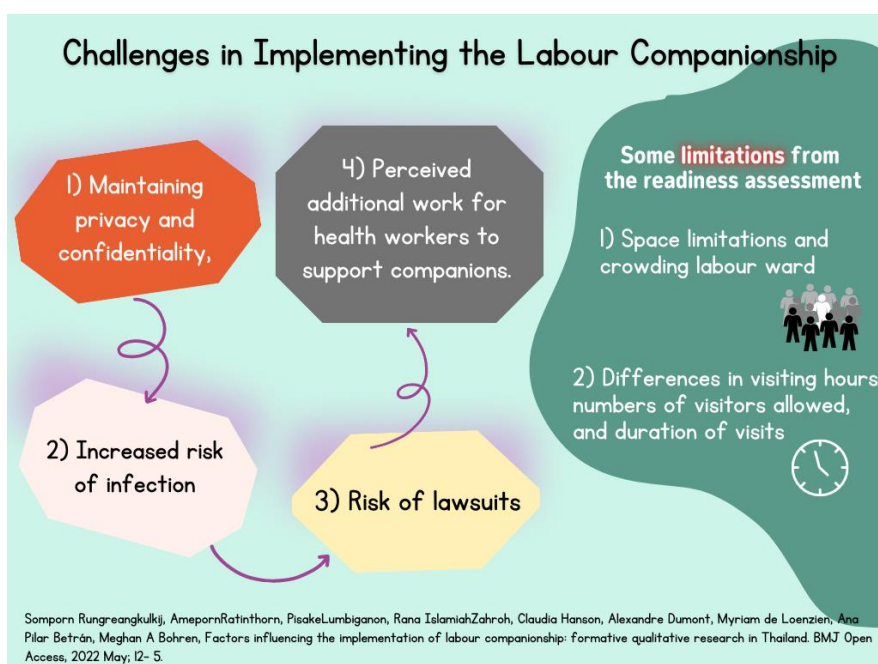 Challenges in Implementing the Labour Companionship
1) Maintaining
privacy and
confidentiality,
2) Increased risk
of infection
3) Risk of lawsuits
4) Perceived
additional work for
health workers to
support companions.
Some limitations from
the readiness assessment
1) Space limitations and
crowding labour ward
2) Differences in visiting hours
numbers of visitors allowed,
and duration of visits
Somporn Rungreangkulkij, AmepornRatinthorn, PisakeLumbiganon, Rana IslamiahZahroh, Claudia Hanson, Alexandre Dumont, Myriam de Loenzien, Ana
Pilar Betrán, Meghan A Bohren, Factors influencing the implementation of labour companionship: formative qualitative research in Thailand. BMJ Open
Access, 2022 May; 12- 5.